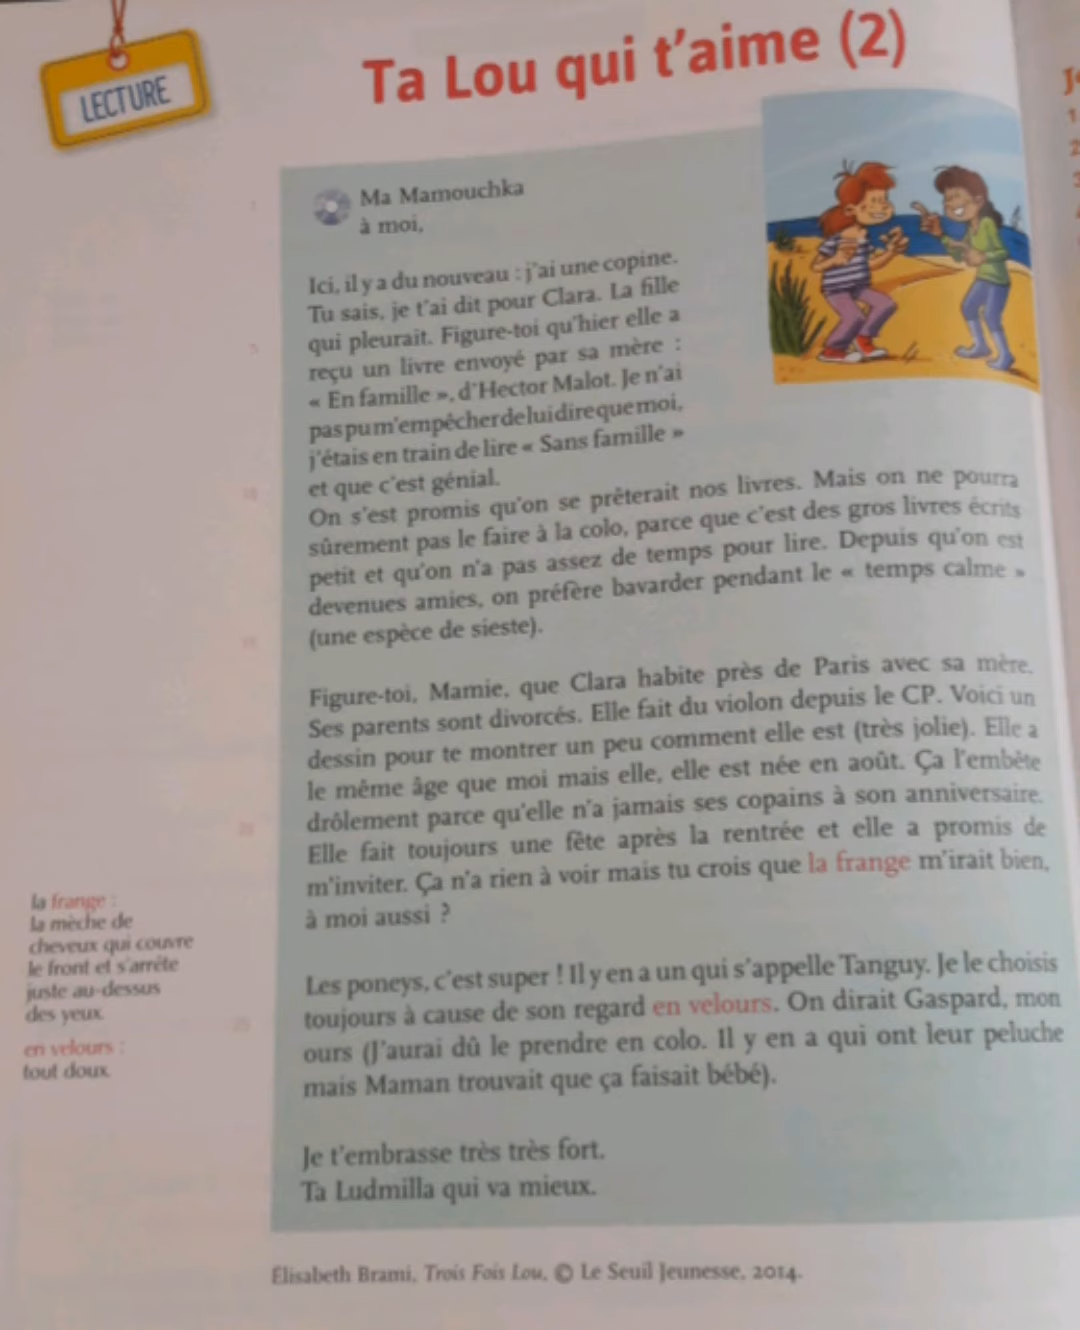 LECTURE
Ta Lou qui t'aime (2)
Ma Mamouchka
à moi,
Ici, il y a du nouveau : j'ai une copine.
Tu sais, je t'ai dit pour Clara. La fille
qui pleurait. Figure-toi qu'hier elle a
reçu un livre envoyé par sa mère :
« En famille », d'Hector Malot. Je n'ai
pas pu m'empêcher de lui dire que moi,
j'étais en train de lire « Sans famille »
et que c'est génial.
On s'est promis qu'on se prêterait nos livres. Mais on ne pourra
sûrement pas le faire à la colo, parce que c'est des gros livres écrits
petit et qu'on n'a pas assez de temps pour lire. Depuis qu'on est
devenues amies, on préfère bavarder pendant le « temps calme »
(une espèce de sieste).
Figure-toi, Mamie, que Clara habite près de Paris avec sa mère.
Ses parents sont divorcés. Elle fait du violon depuis le CP. Voici un
dessin pour te montrer un peu comment elle est (très jolie). Elle a
le même âge que moi mais elle, elle est née en août. Ça l'embête
drôlement parce qu'elle n'a jamais ses copains à son anniversaire.
Elle fait toujours une fête après la rentrée et elle a promis de
m'inviter. Ça n'a rien à voir mais tu crois que la frange m'irait bien,
à moi aussi ?
Les poneys, c'est super ! Il y en a un qui s'appelle Tanguy. Je le choisis
toujours à cause de son regard en velours. On dirait Gaspard, mon
ours (J'aurai dû le prendre en colo. Il y en a qui ont leur peluche
mais Maman trouvait que ça faisait bébé).
Je t'embrasse très très fort.
Ta Ludmilla qui va mieux.
la frange :
la mèche de
cheveux qui couvre
le front et s'arrête
juste au-dessus
des yeux.
en velours :
tout doux.
Elisabeth Brami, Trois Fois Lou, © Le Seuil Jeunesse, 2014.